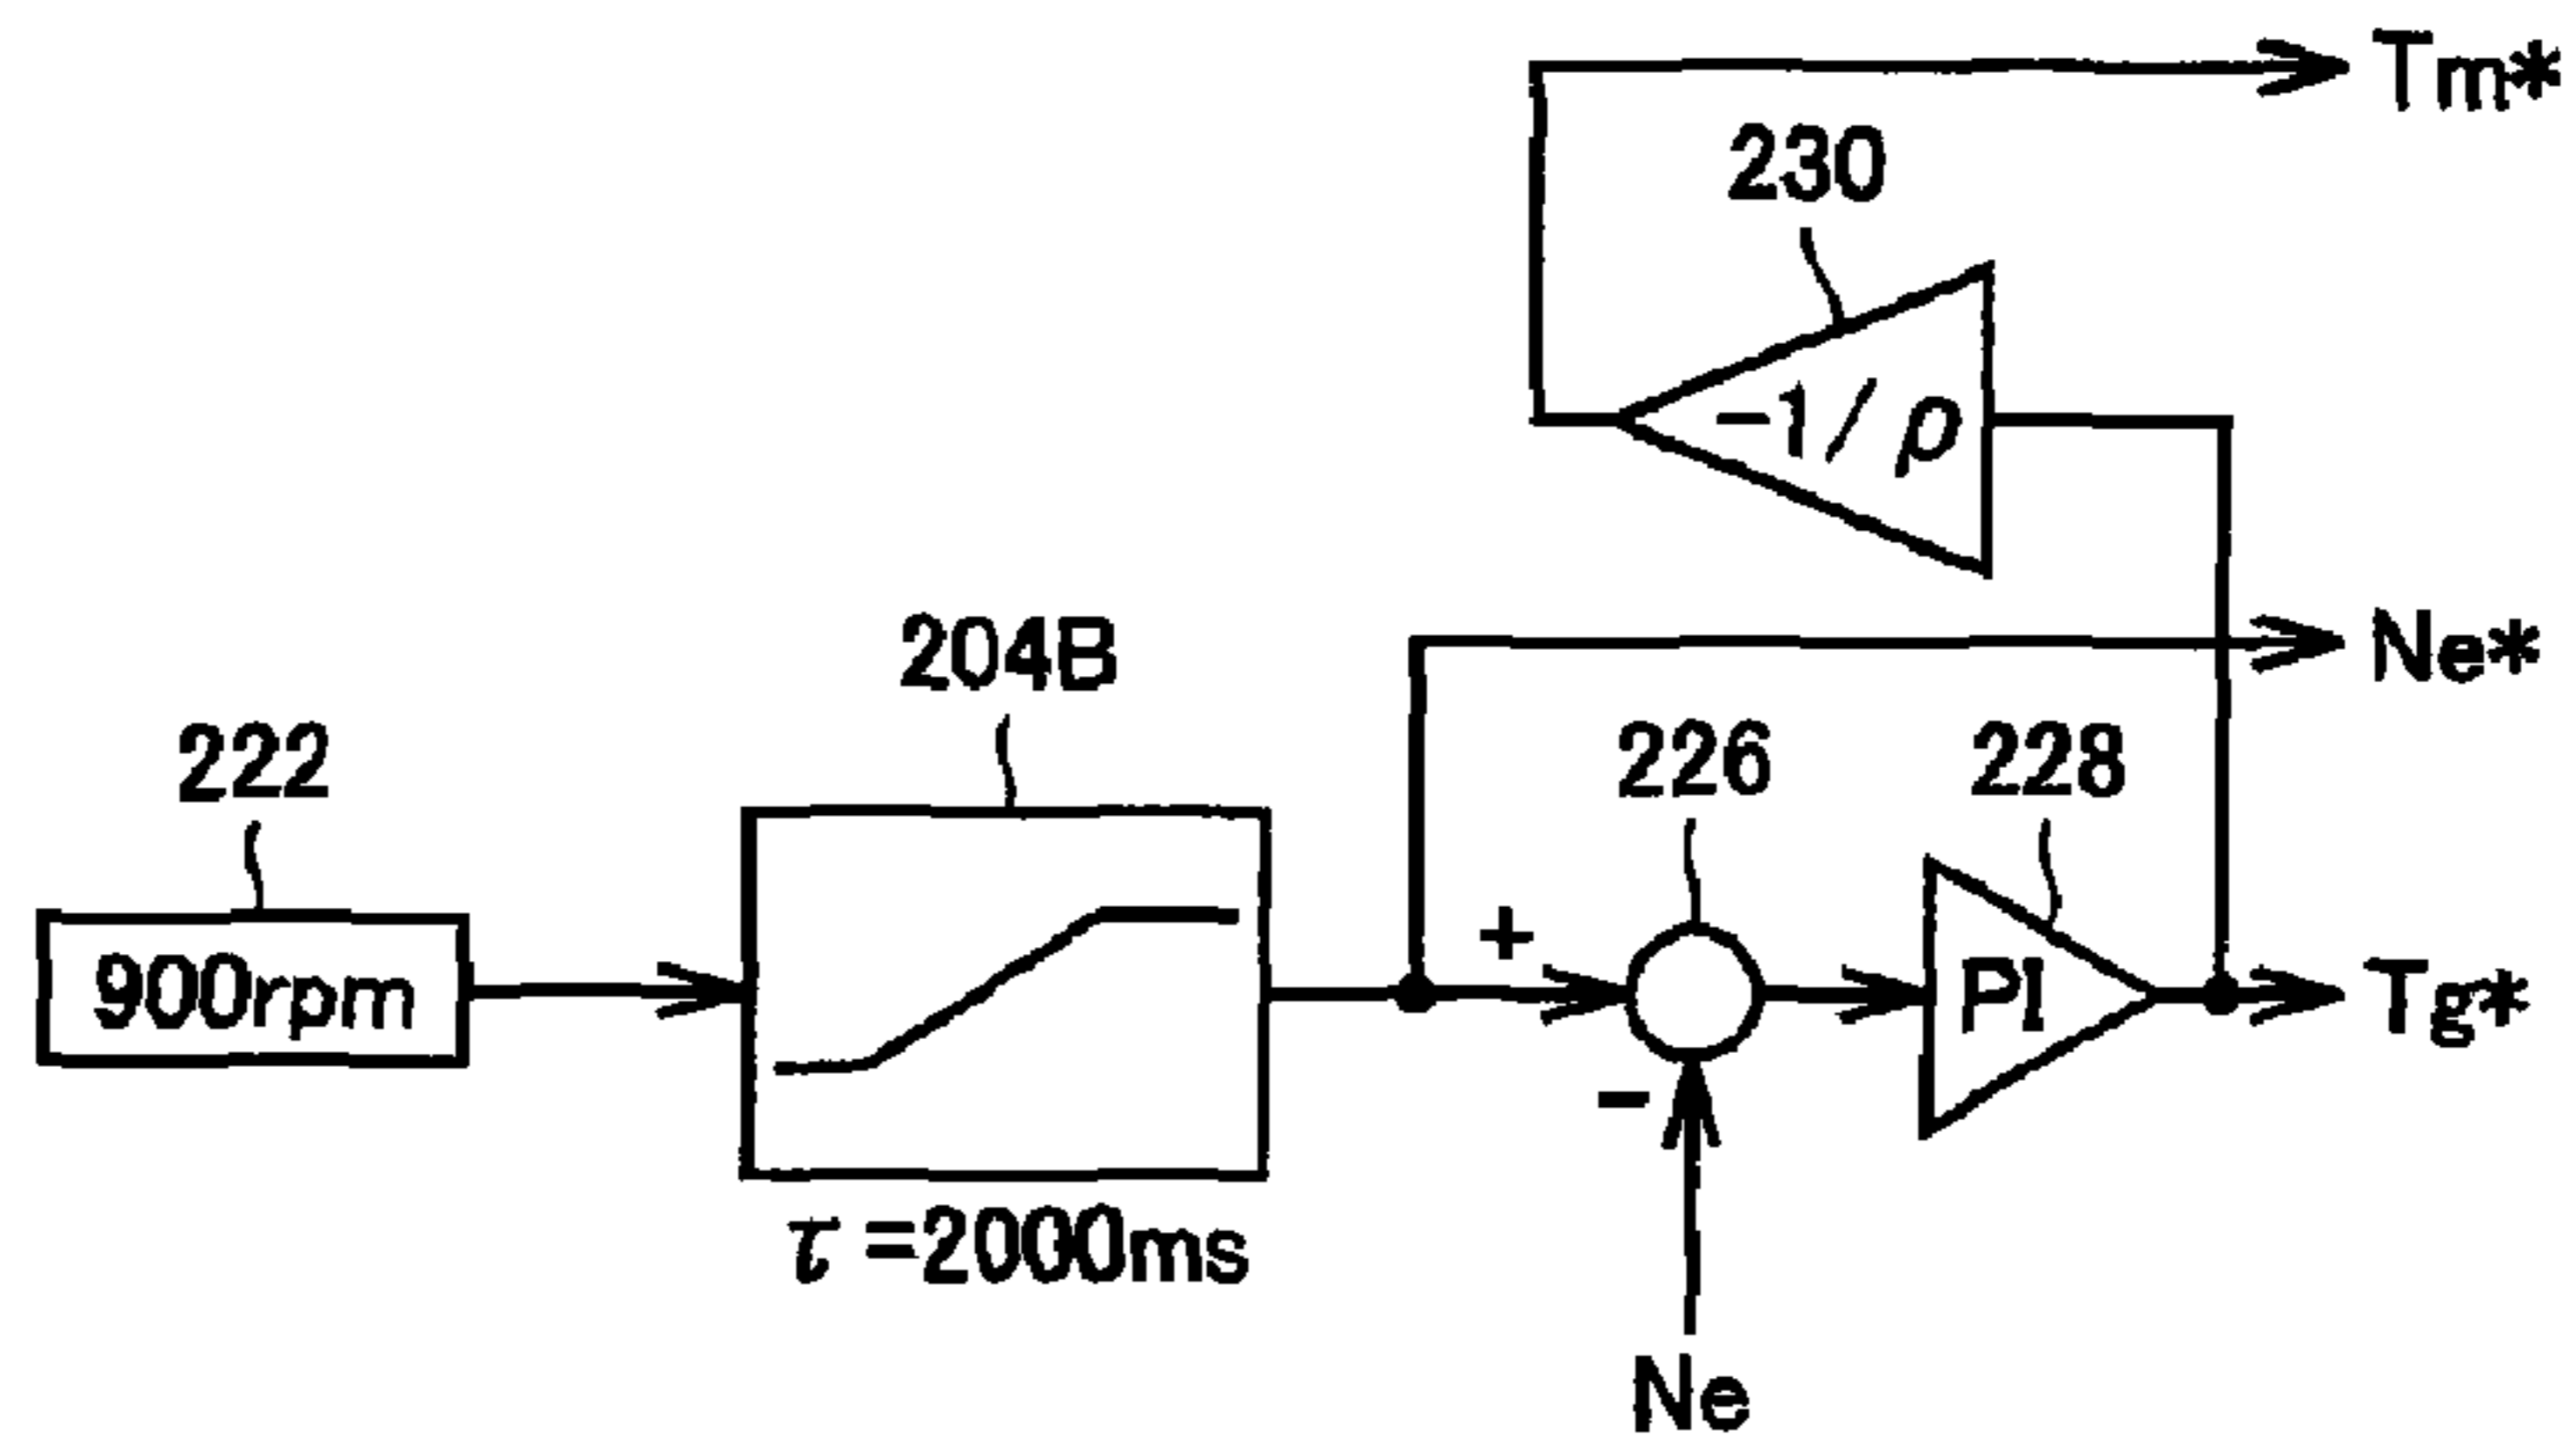 Tm*
230
-1/ρ
204B
Ne*
222
226
228
+
900rpm
PI
Tg*
-
τ=2000ms
Ne